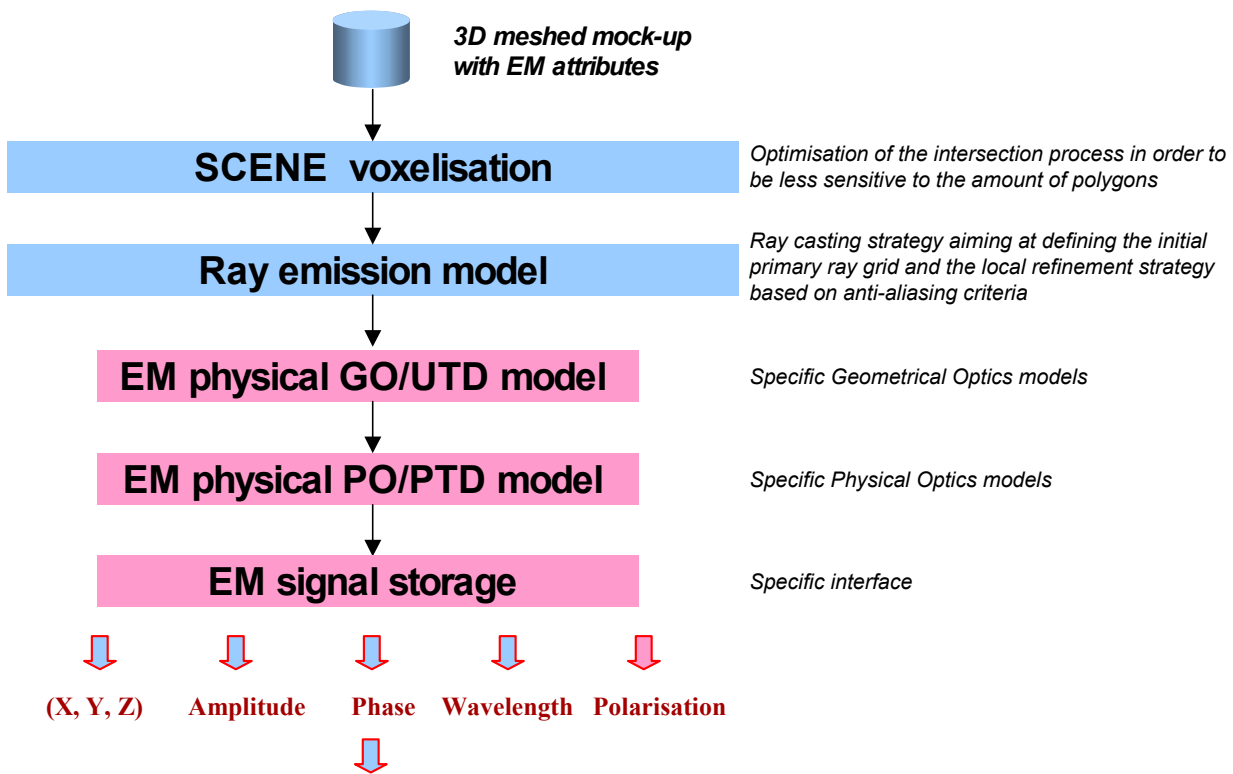 3D meshed mock-up
with EM attributes
SCENE voxelisation
Optimisation of the intersection process in order to
be less sensitive to the amount of polygons
Ray emission model
Ray casting strategy aiming at defining the initial
primary ray grid and the local refinement strategy
based on anti-aliasing criteria
EM physical GO/UTD model
Specific Geometrical Optics models
EM physical PO/PTD model
Specific Physical Optics models
EM signal storage
Specific interface
(X, Y, Z) Amplitude Phase Wavelength Polarisation